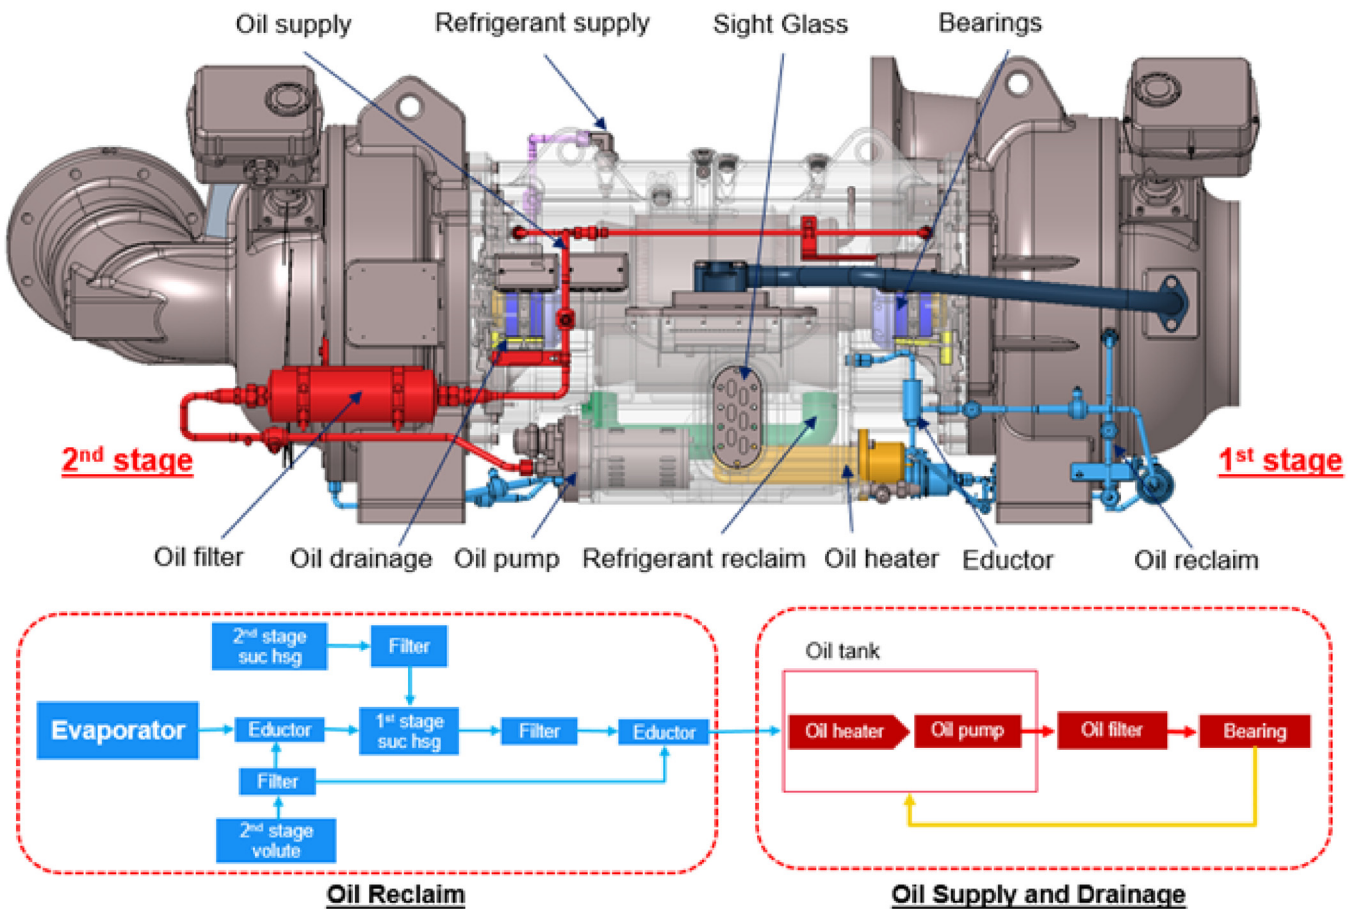 Oil supply
Refrigerant supply
Sight Glass
Bearings
2nd stage
1st stage
Oil filter
Oil drainage
Oil pump
Refrigerant reclaim
Oil heater
Eductor
Oil reclaim
2nd stage
suc hsg
Filter
Evaporator
Eductor
1st stage
suc hsg
Filter
Eductor
Filter
2nd stage
volute
Oil Reclaim
Oil tank
Oil heater
Oil pump
Oil filter
Bearing
Oil Supply and Drainage